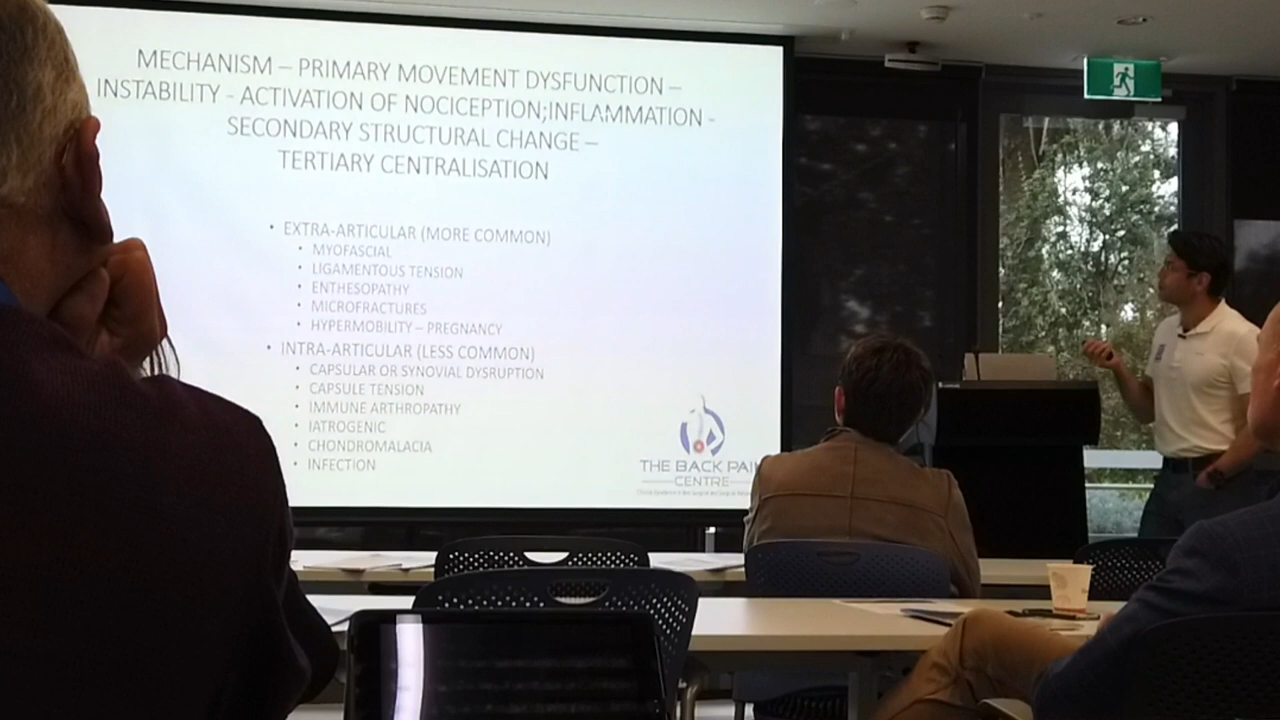 MECHANISM – PRIMARY MOVEMENT DYSFUNCTION –
INSTABILITY - ACTIVATION OF NOCICEPTION;INFLAMMATION -
SECONDARY STRUCTURAL CHANGE –
TERTIARY CENTRALISATION
• EXTRA-ARTICULAR (MORE COMMON)
• MYOFASCIAL
• LIGAMENTOUS TENSION
• ENTHESOPATHY
• MICROFRACTURES
• HYPERMOBILITY – PREGNANCY
• INTRA-ARTICULAR (LESS COMMON)
• CAPSULAR OR SYNOVIAL DYSRUPTION
• CAPSULE TENSION
• IMMUNE ARTHROPATHY
• IATROGENIC
• CHONDROMALACIA
• INFECTION
THE BACK PAI
CENTRE